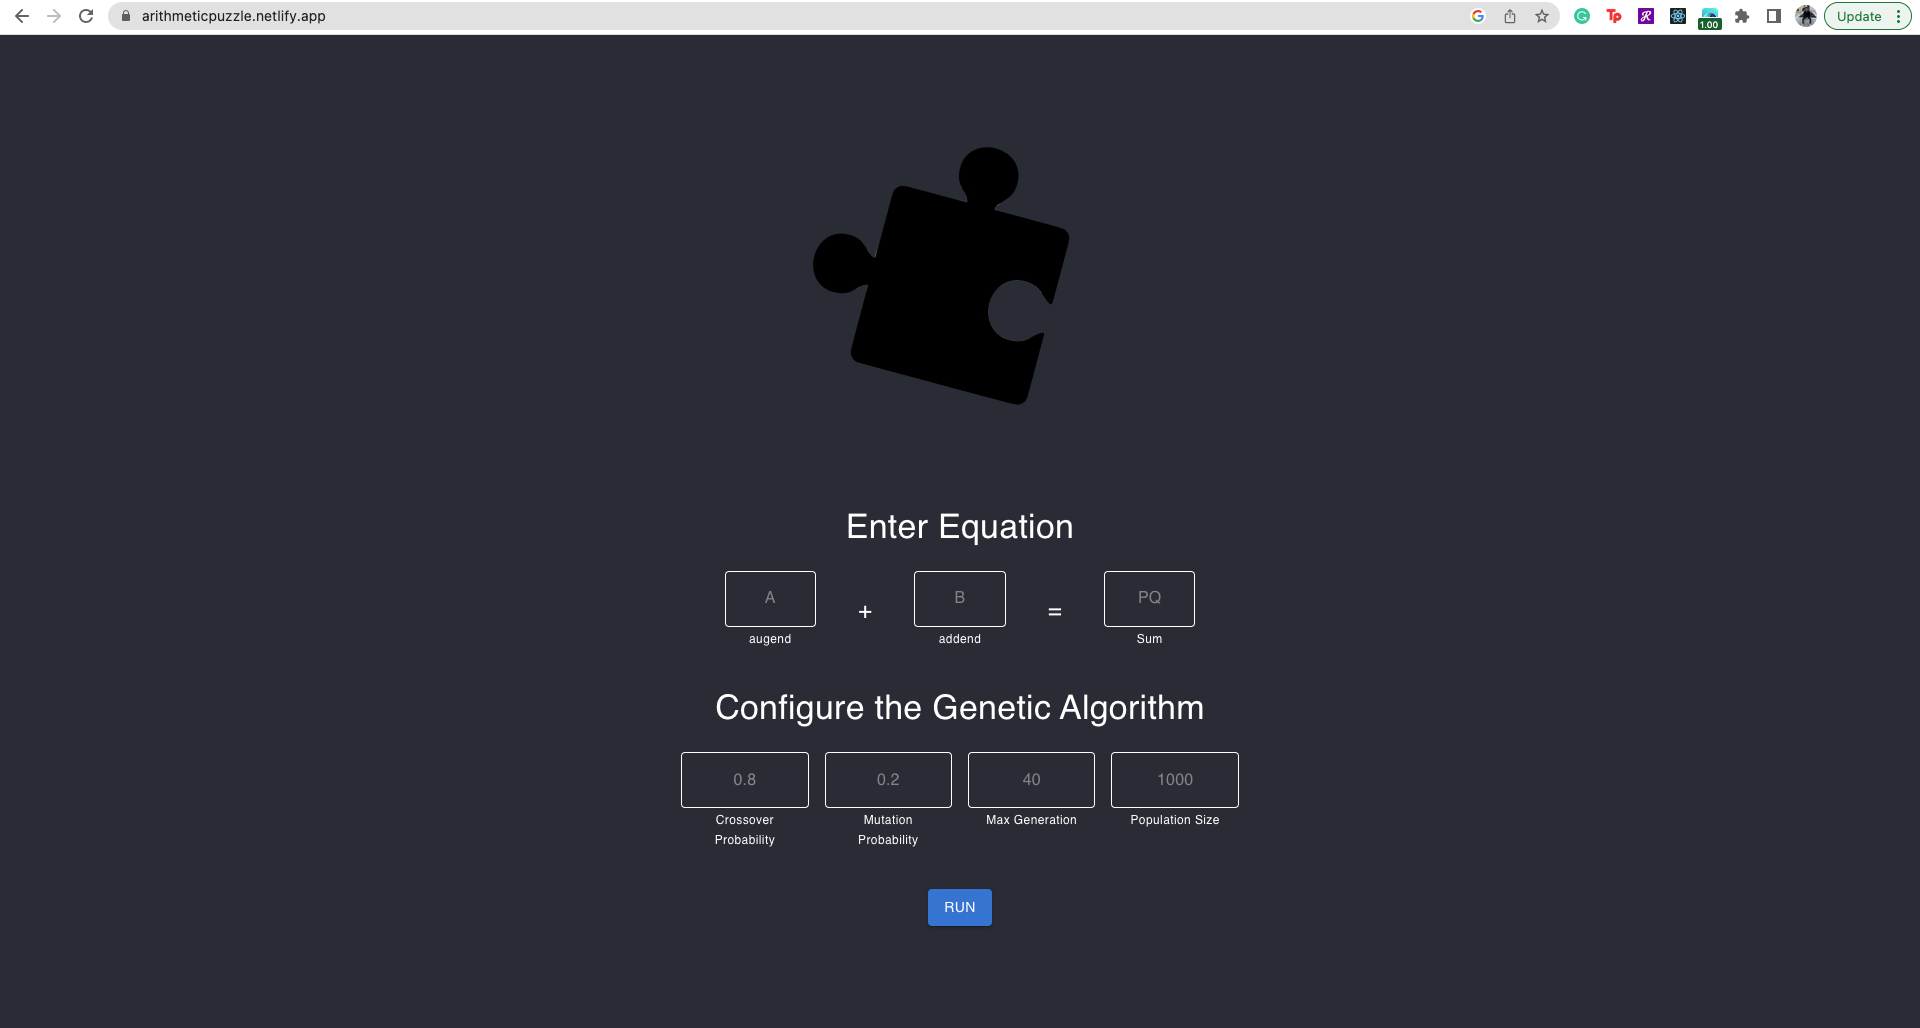 arithmeticpuzzle.netlify.app
Tp
1.00
Update
Enter Equation
A + B = PQ
augend addend Sum
Configure the Genetic Algorithm
0.8 0.2 40 1000
Crossover Mutation Max Generation Population Size
Probability Probability
RUN